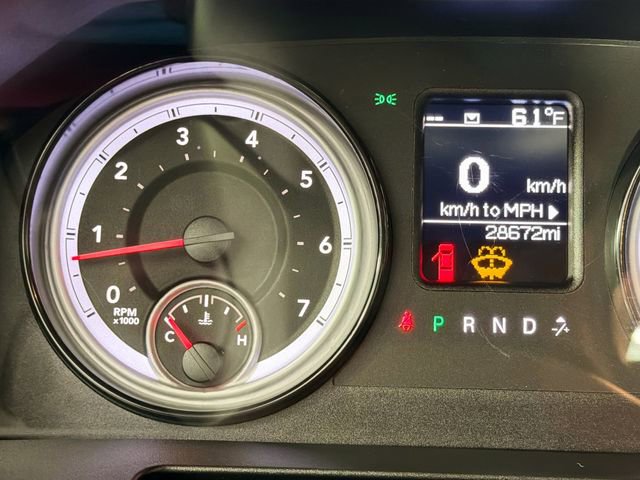 0
1
2
3
4
5
6
7
RPM
x1000
C
H
-- 61°F
0 km/h
km/h to MPH
28672mi
P R N D